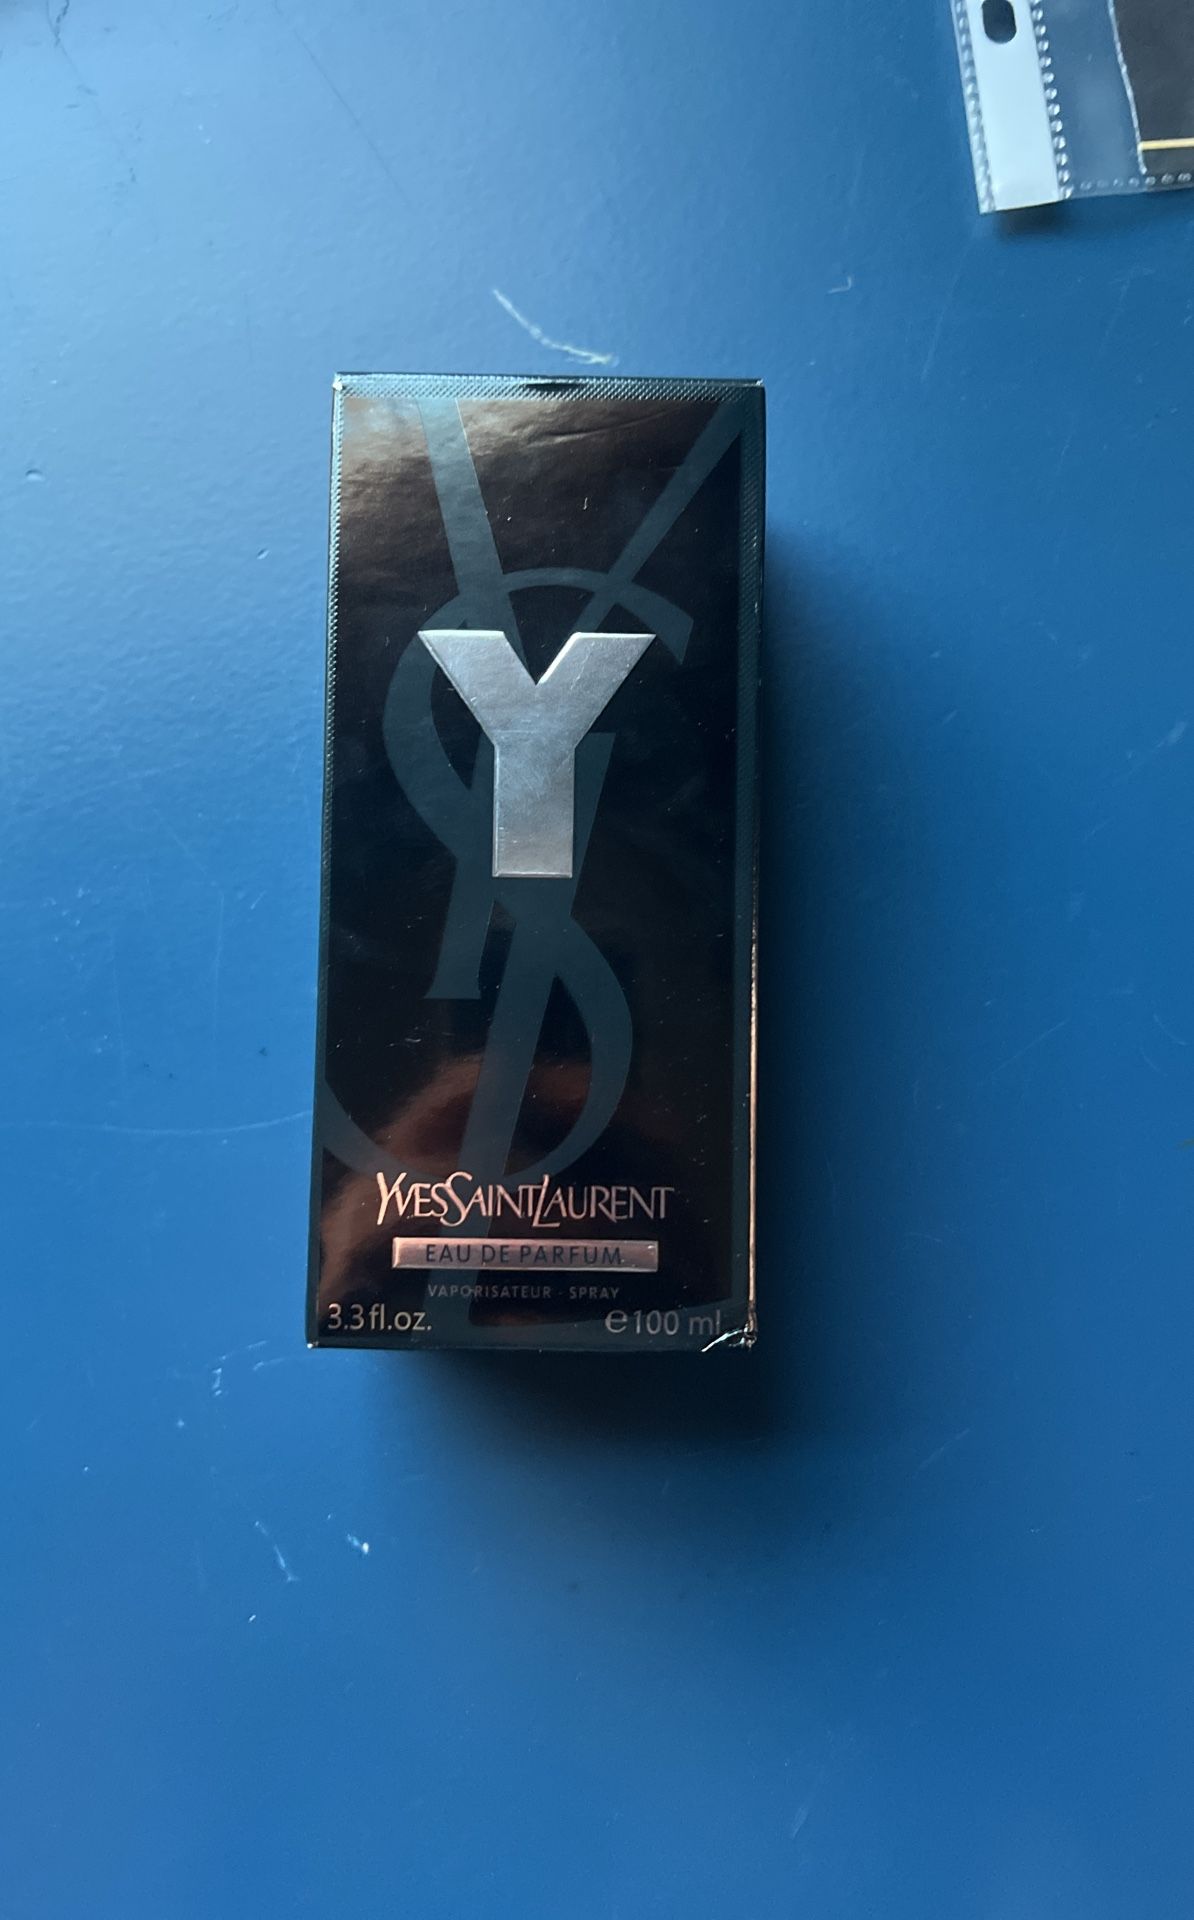 Y
YVESSAINTLAURENT
EAU DE PARFUM
VAPORISATEUR - SPRAY
3.3 fl.oz. ℮100 ml